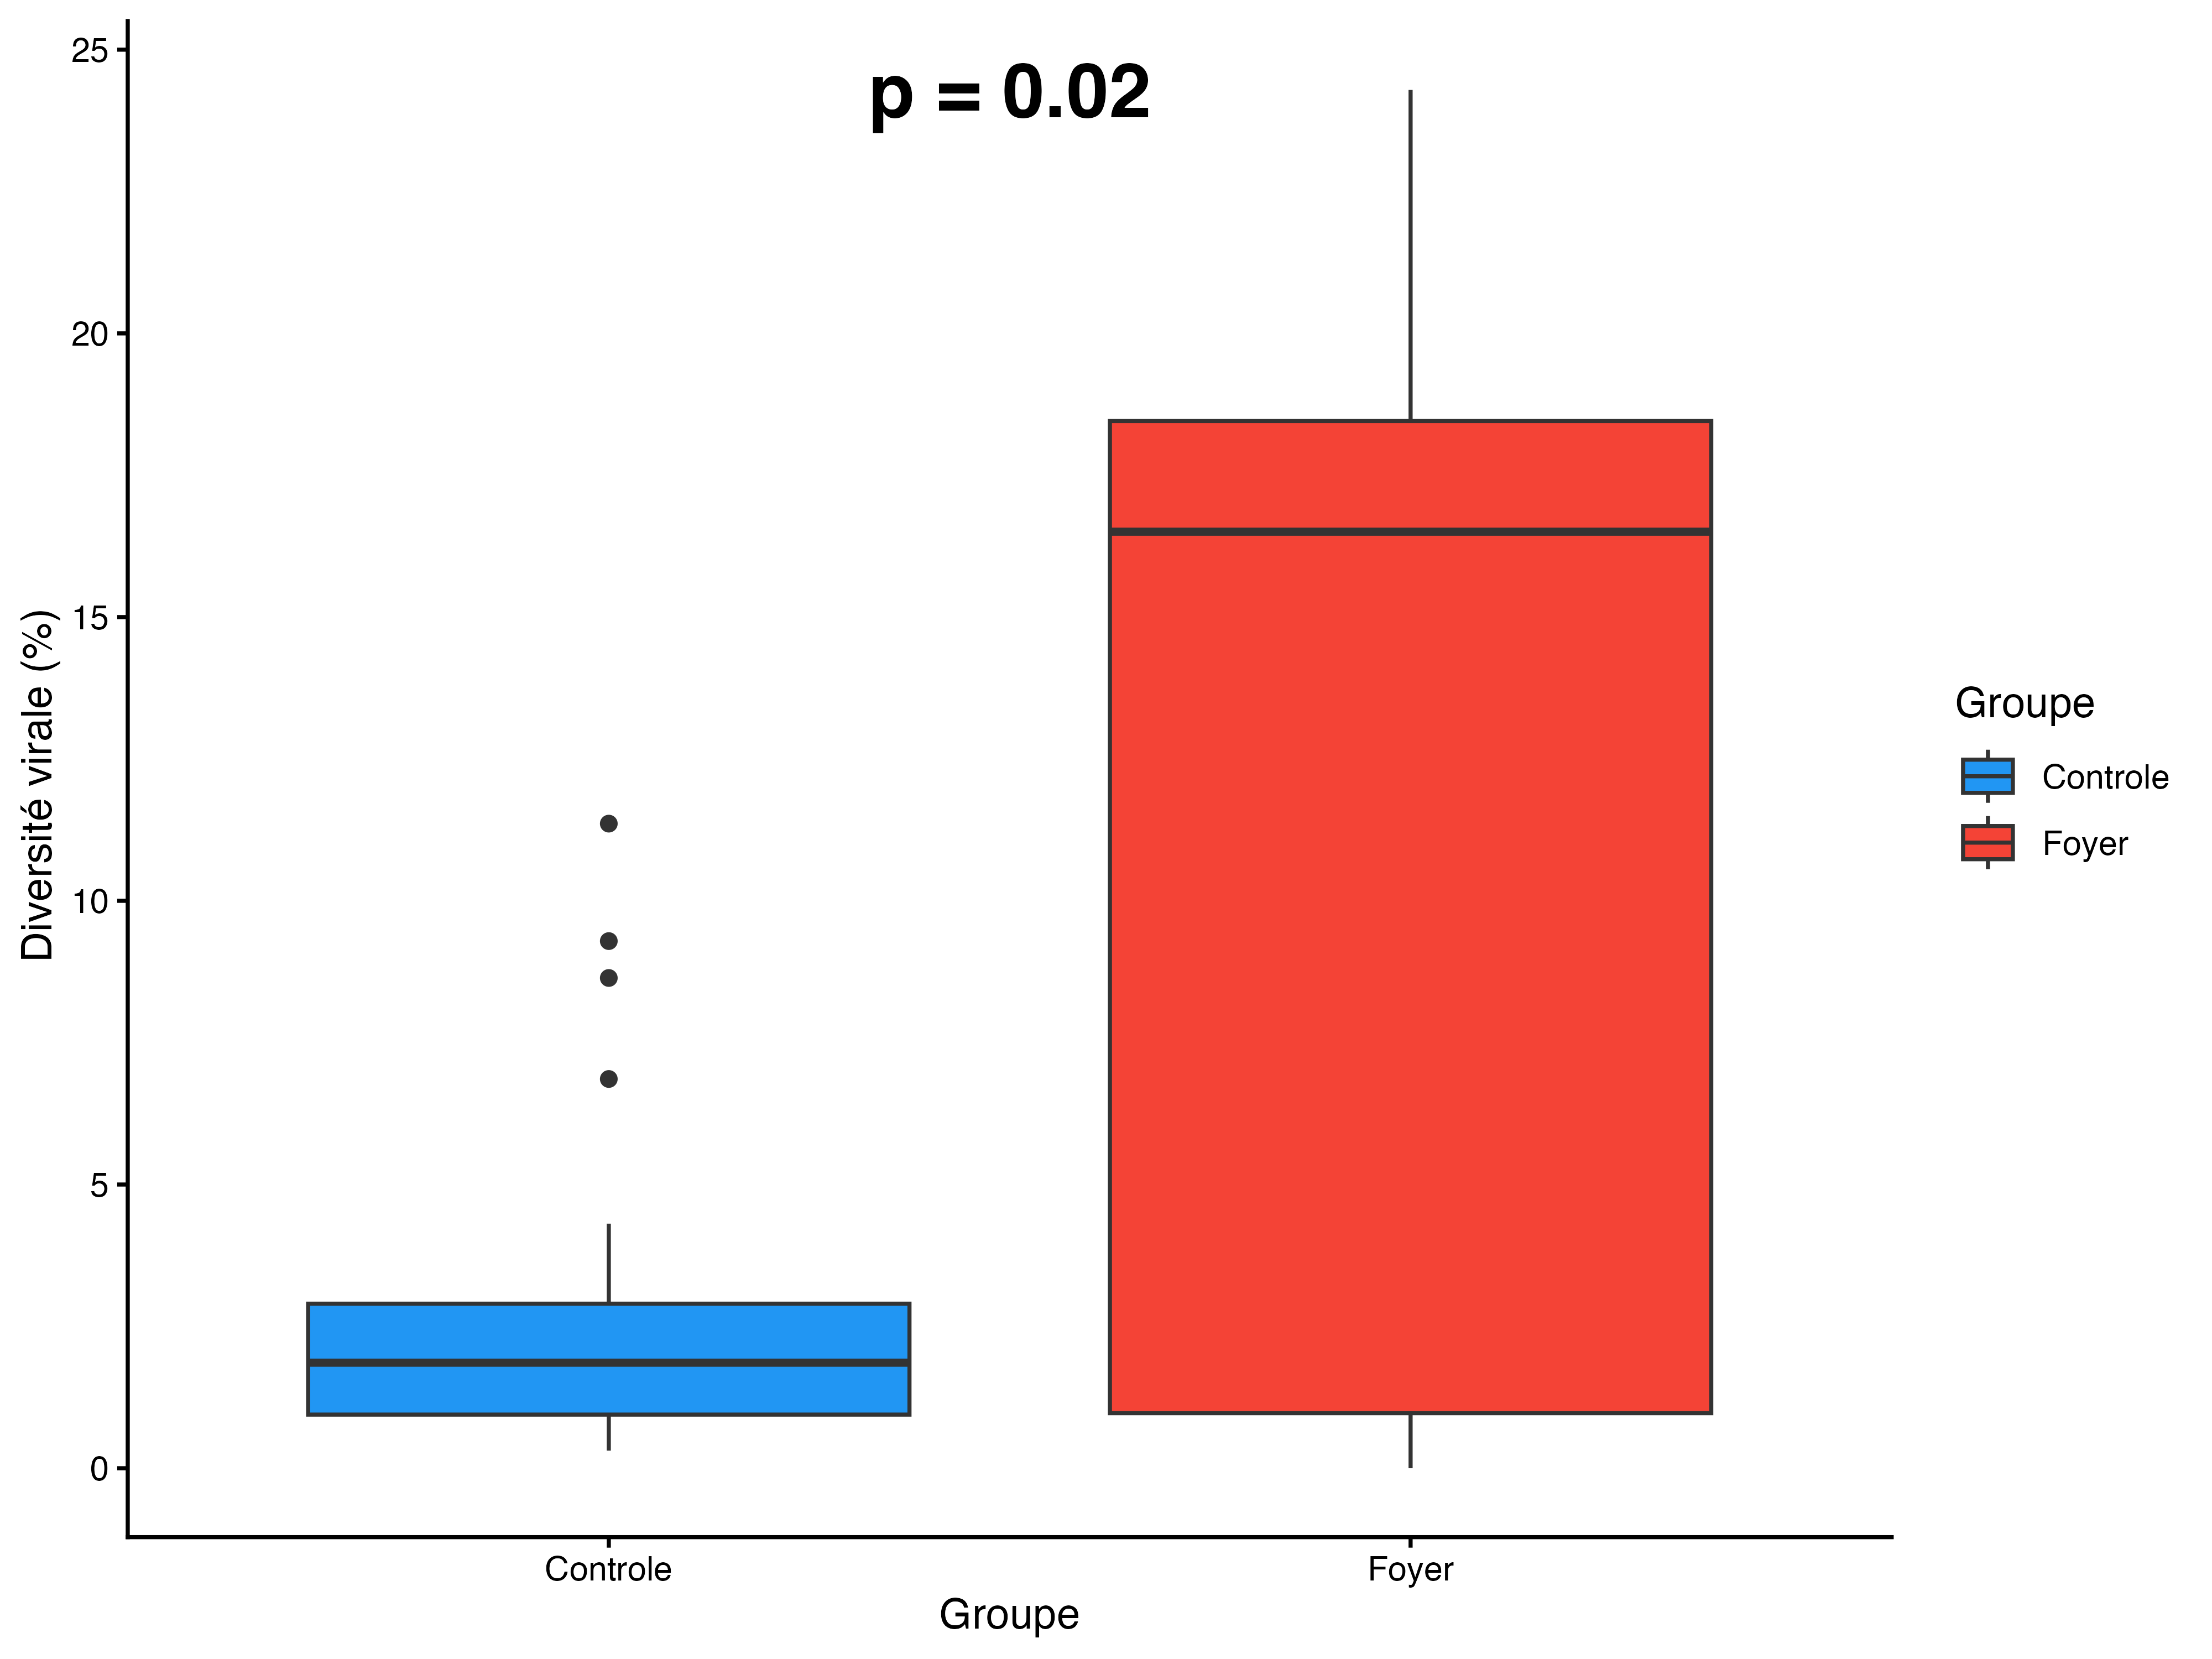 p = 0.02
25
20
15
10
5
0
Diversité virale (%)
Controle
Foyer
Groupe
Groupe
Controle
Foyer